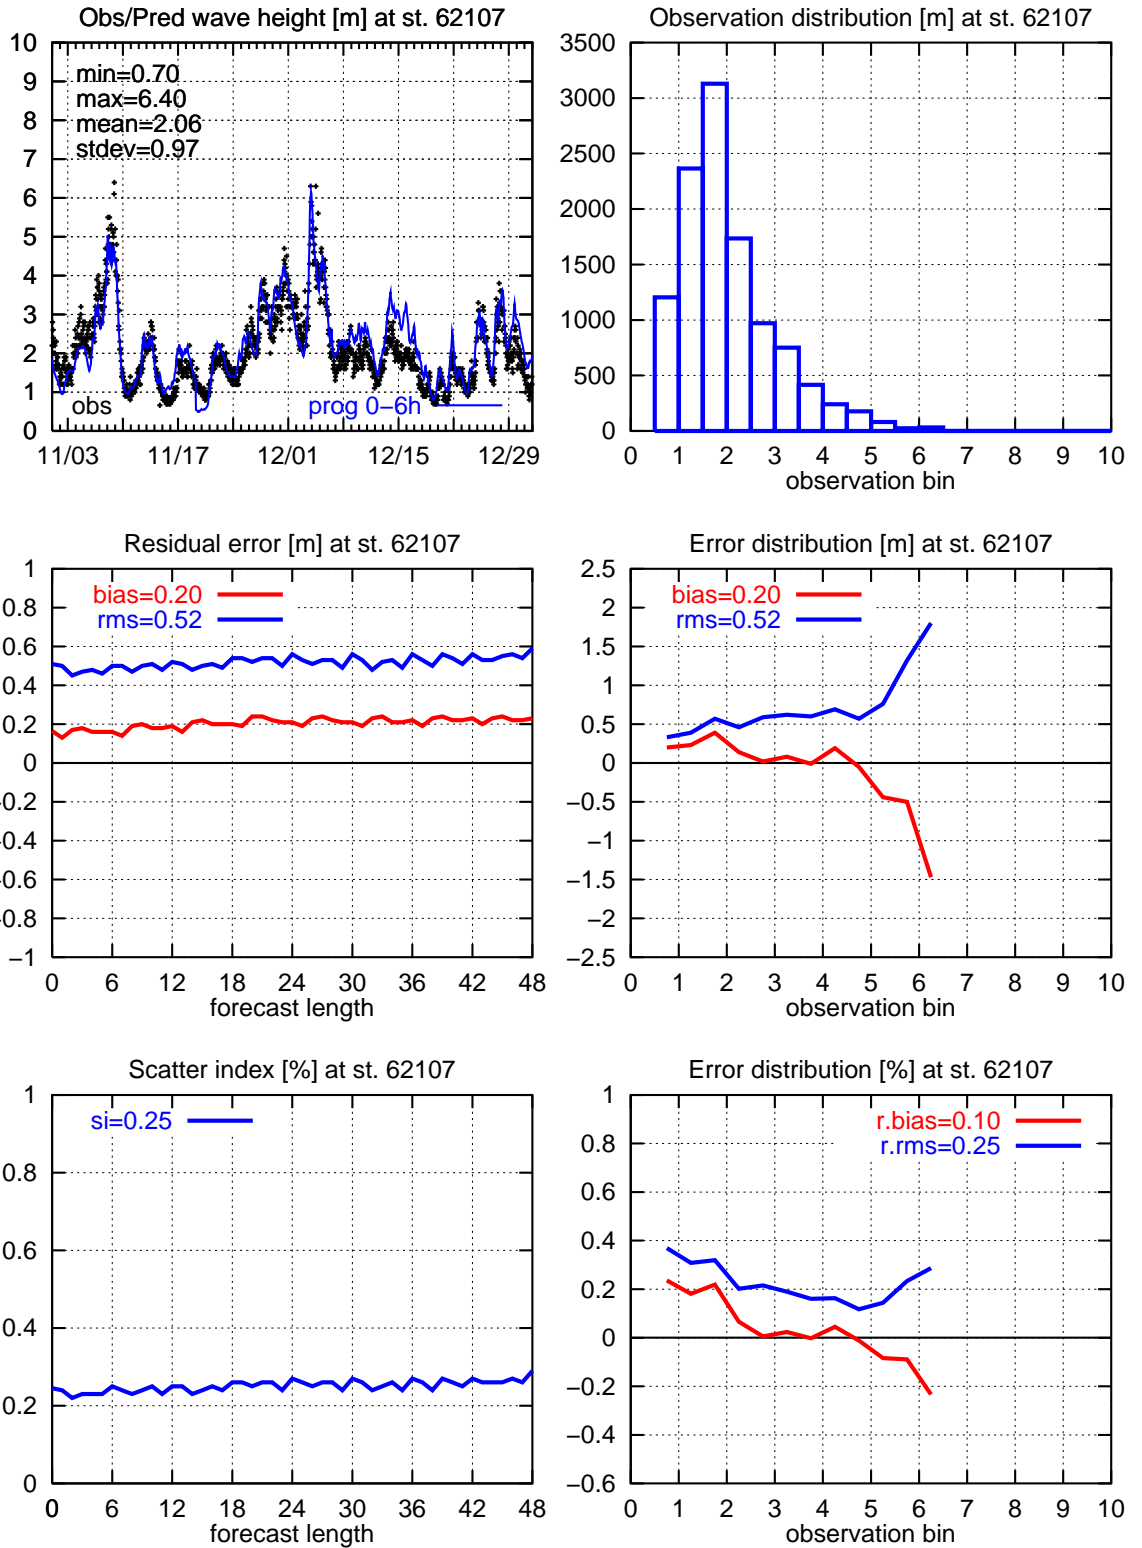 Obs/Pred wave height [m] at st. 62107
10
9
8
7
6
5
4
3
2
1
0
min=0.70
max=6.40
mean=2.06
stdev=0.97
obs
prog 0−6h
11/03 11/17 12/01 12/15 12/29
Observation distribution [m] at st. 62107
3500
3000
2500
2000
1500
1000
500
0
0 1 2 3 4 5 6 7 8 9 10
observation bin
Residual error [m] at st. 62107
1
0.8
0.6
0.4
0.2
0
0.2
0.4
0.6
0.8
−1
bias=0.20
rms=0.52
0 6 12 18 24 30 36 42 48
forecast length
Error distribution [m] at st. 62107
2.5
2
1.5
1
0.5
0
−0.5
−1
−1.5
−2
−2.5
bias=0.20
rms=0.52
0 1 2 3 4 5 6 7 8 9 10
observation bin
Scatter index [%] at st. 62107
1
0.8
0.6
0.4
0.2
0
si=0.25
0 6 12 18 24 30 36 42 48
forecast length
Error distribution [%] at st. 62107
1
0.8
0.6
0.4
0.2
0
−0.2
−0.4
−0.6
r.bias=0.10
r.rms=0.25
0 1 2 3 4 5 6 7 8 9 10
observation bin